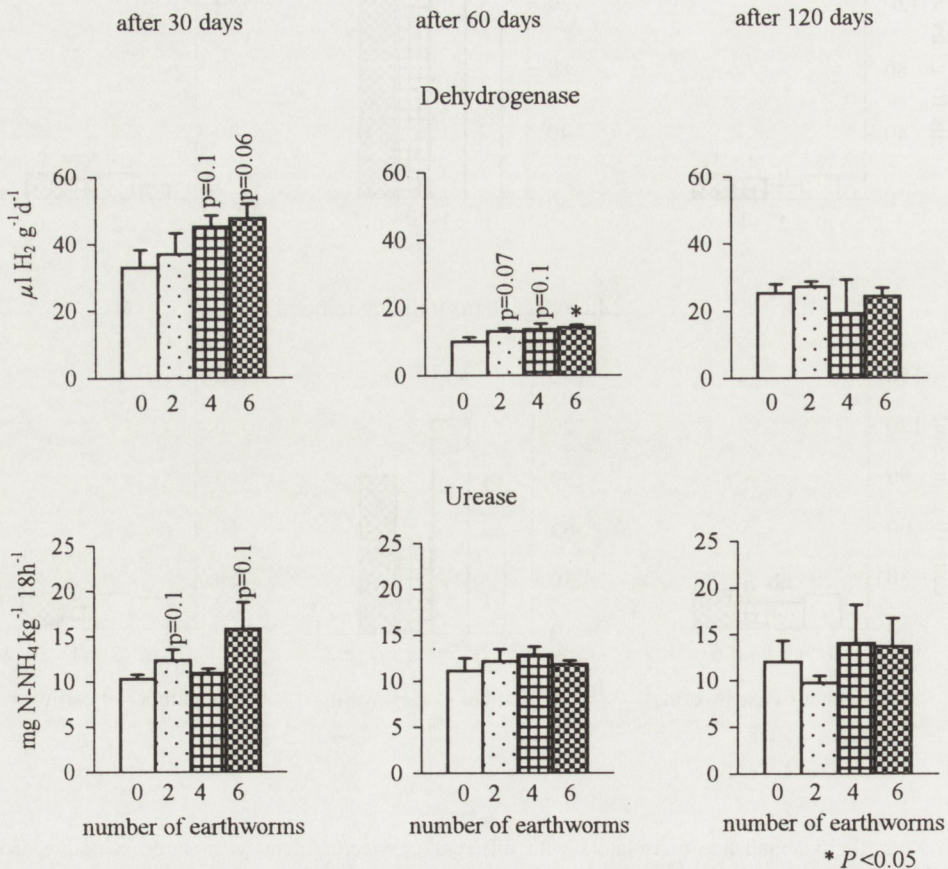 after 30 days after 60 days after 120 days
Dehydrogenase
µl H₂ g⁻¹d⁻¹
60
40
20
0
p=0.1
p=0.06
0 2 4 6
60
40
20
0
p=0.07
p=0.1
*
0 2 4 6
60
40
20
0
0 2 4 6
Urease
mg N-NH₄kg⁻¹ 18h⁻¹
25
20
15
10
5
0
p=0.1
p=0.1
0 2 4 6
number of earthworms
25
20
15
10
5
0
0 2 4 6
number of earthworms
25
20
15
10
5
0
0 2 4 6
number of earthworms
* P<0.05